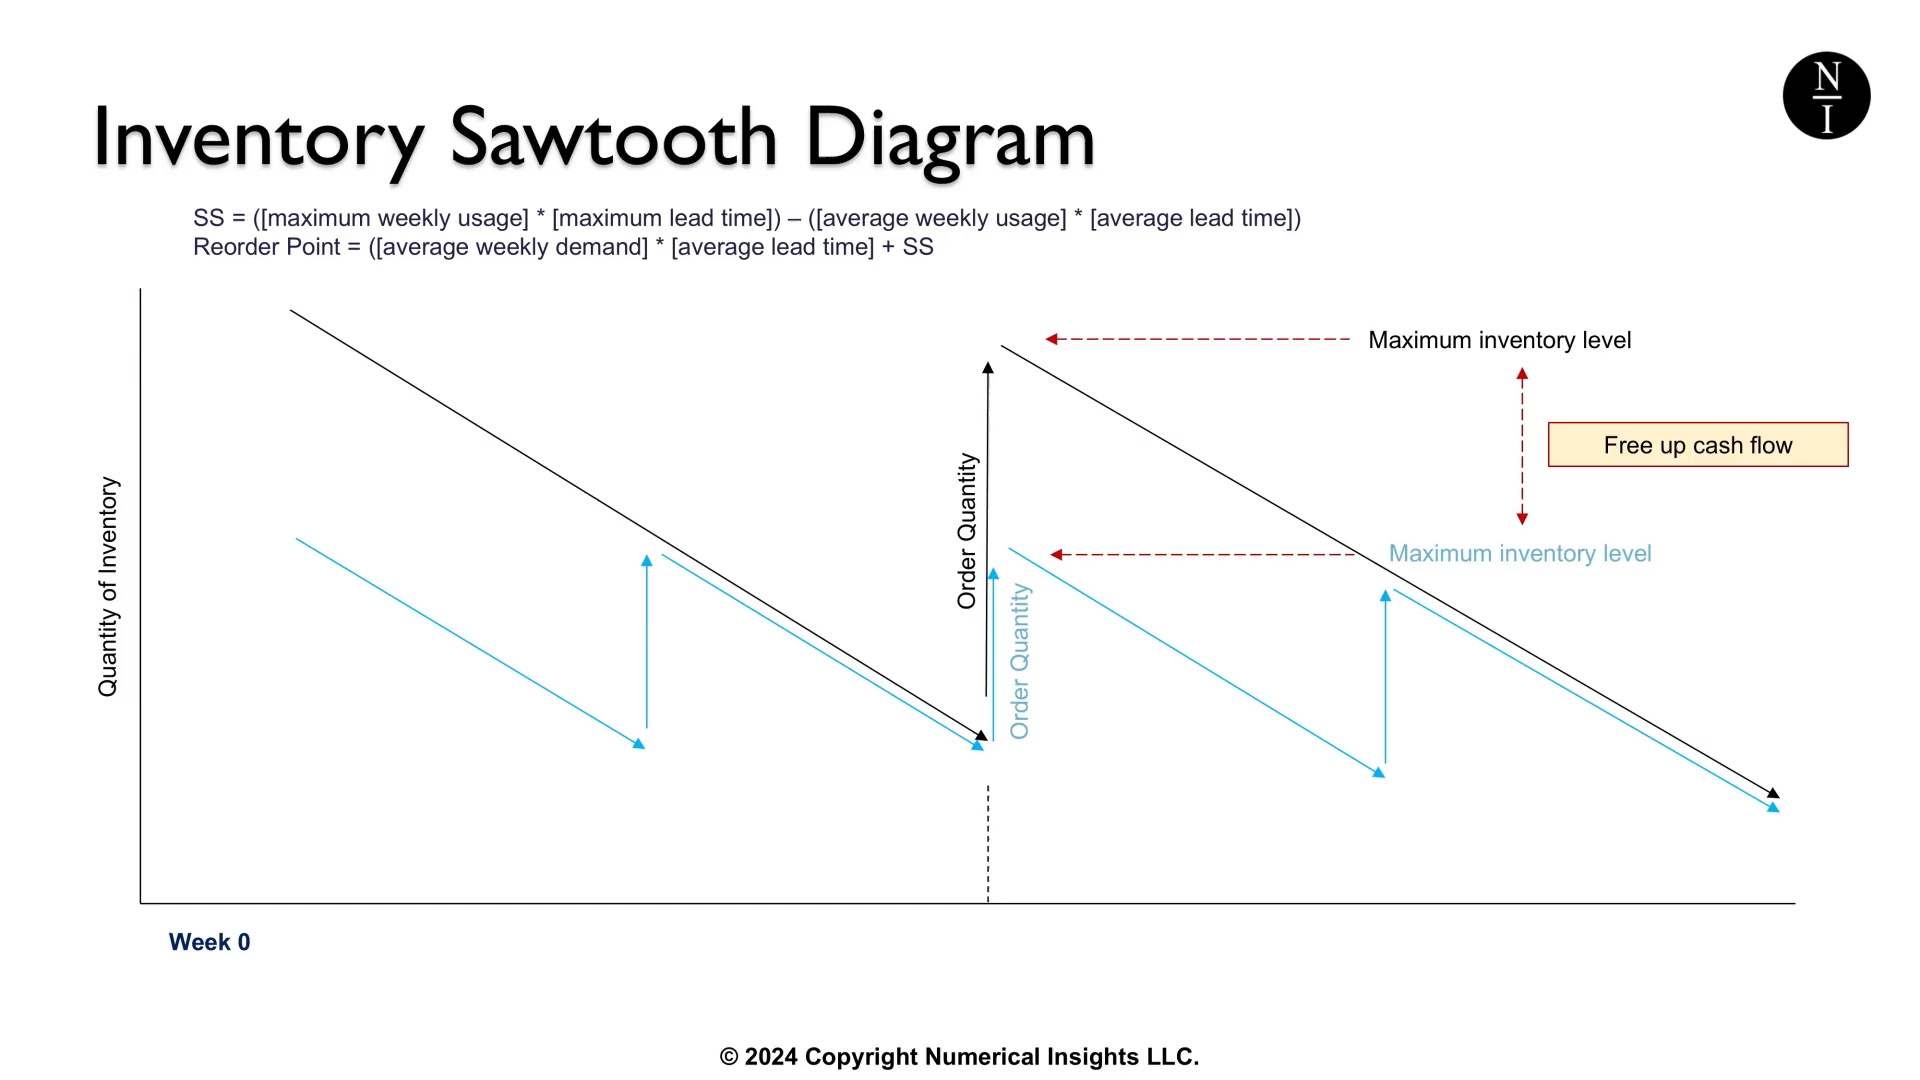 N
I
Inventory Sawtooth Diagram
SS = ([maximum weekly usage] * [maximum lead time]) – ([average weekly usage] * [average lead time])
Reorder Point = ([average weekly demand] * [average lead time] + SS
Maximum inventory level
Free up cash flow
Order Quantity
Quantity of Inventory
Maximum inventory level
Order Quantity
Week 0
© 2024 Copyright Numerical Insights LLC.